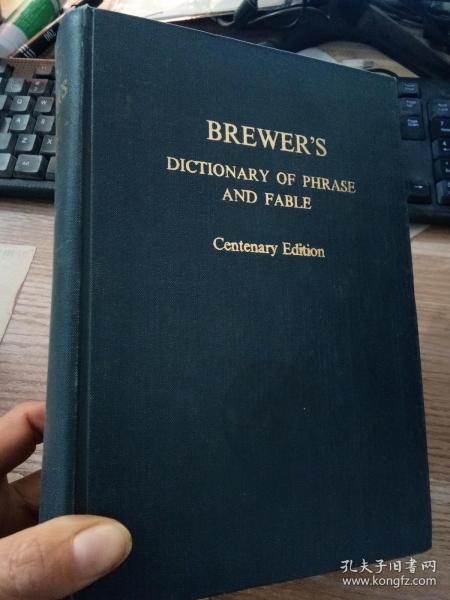 BREWER'S
DICTIONARY OF PHRASE
AND FABLE
Centenary Edition
孔夫子旧书网
www.kongfz.com